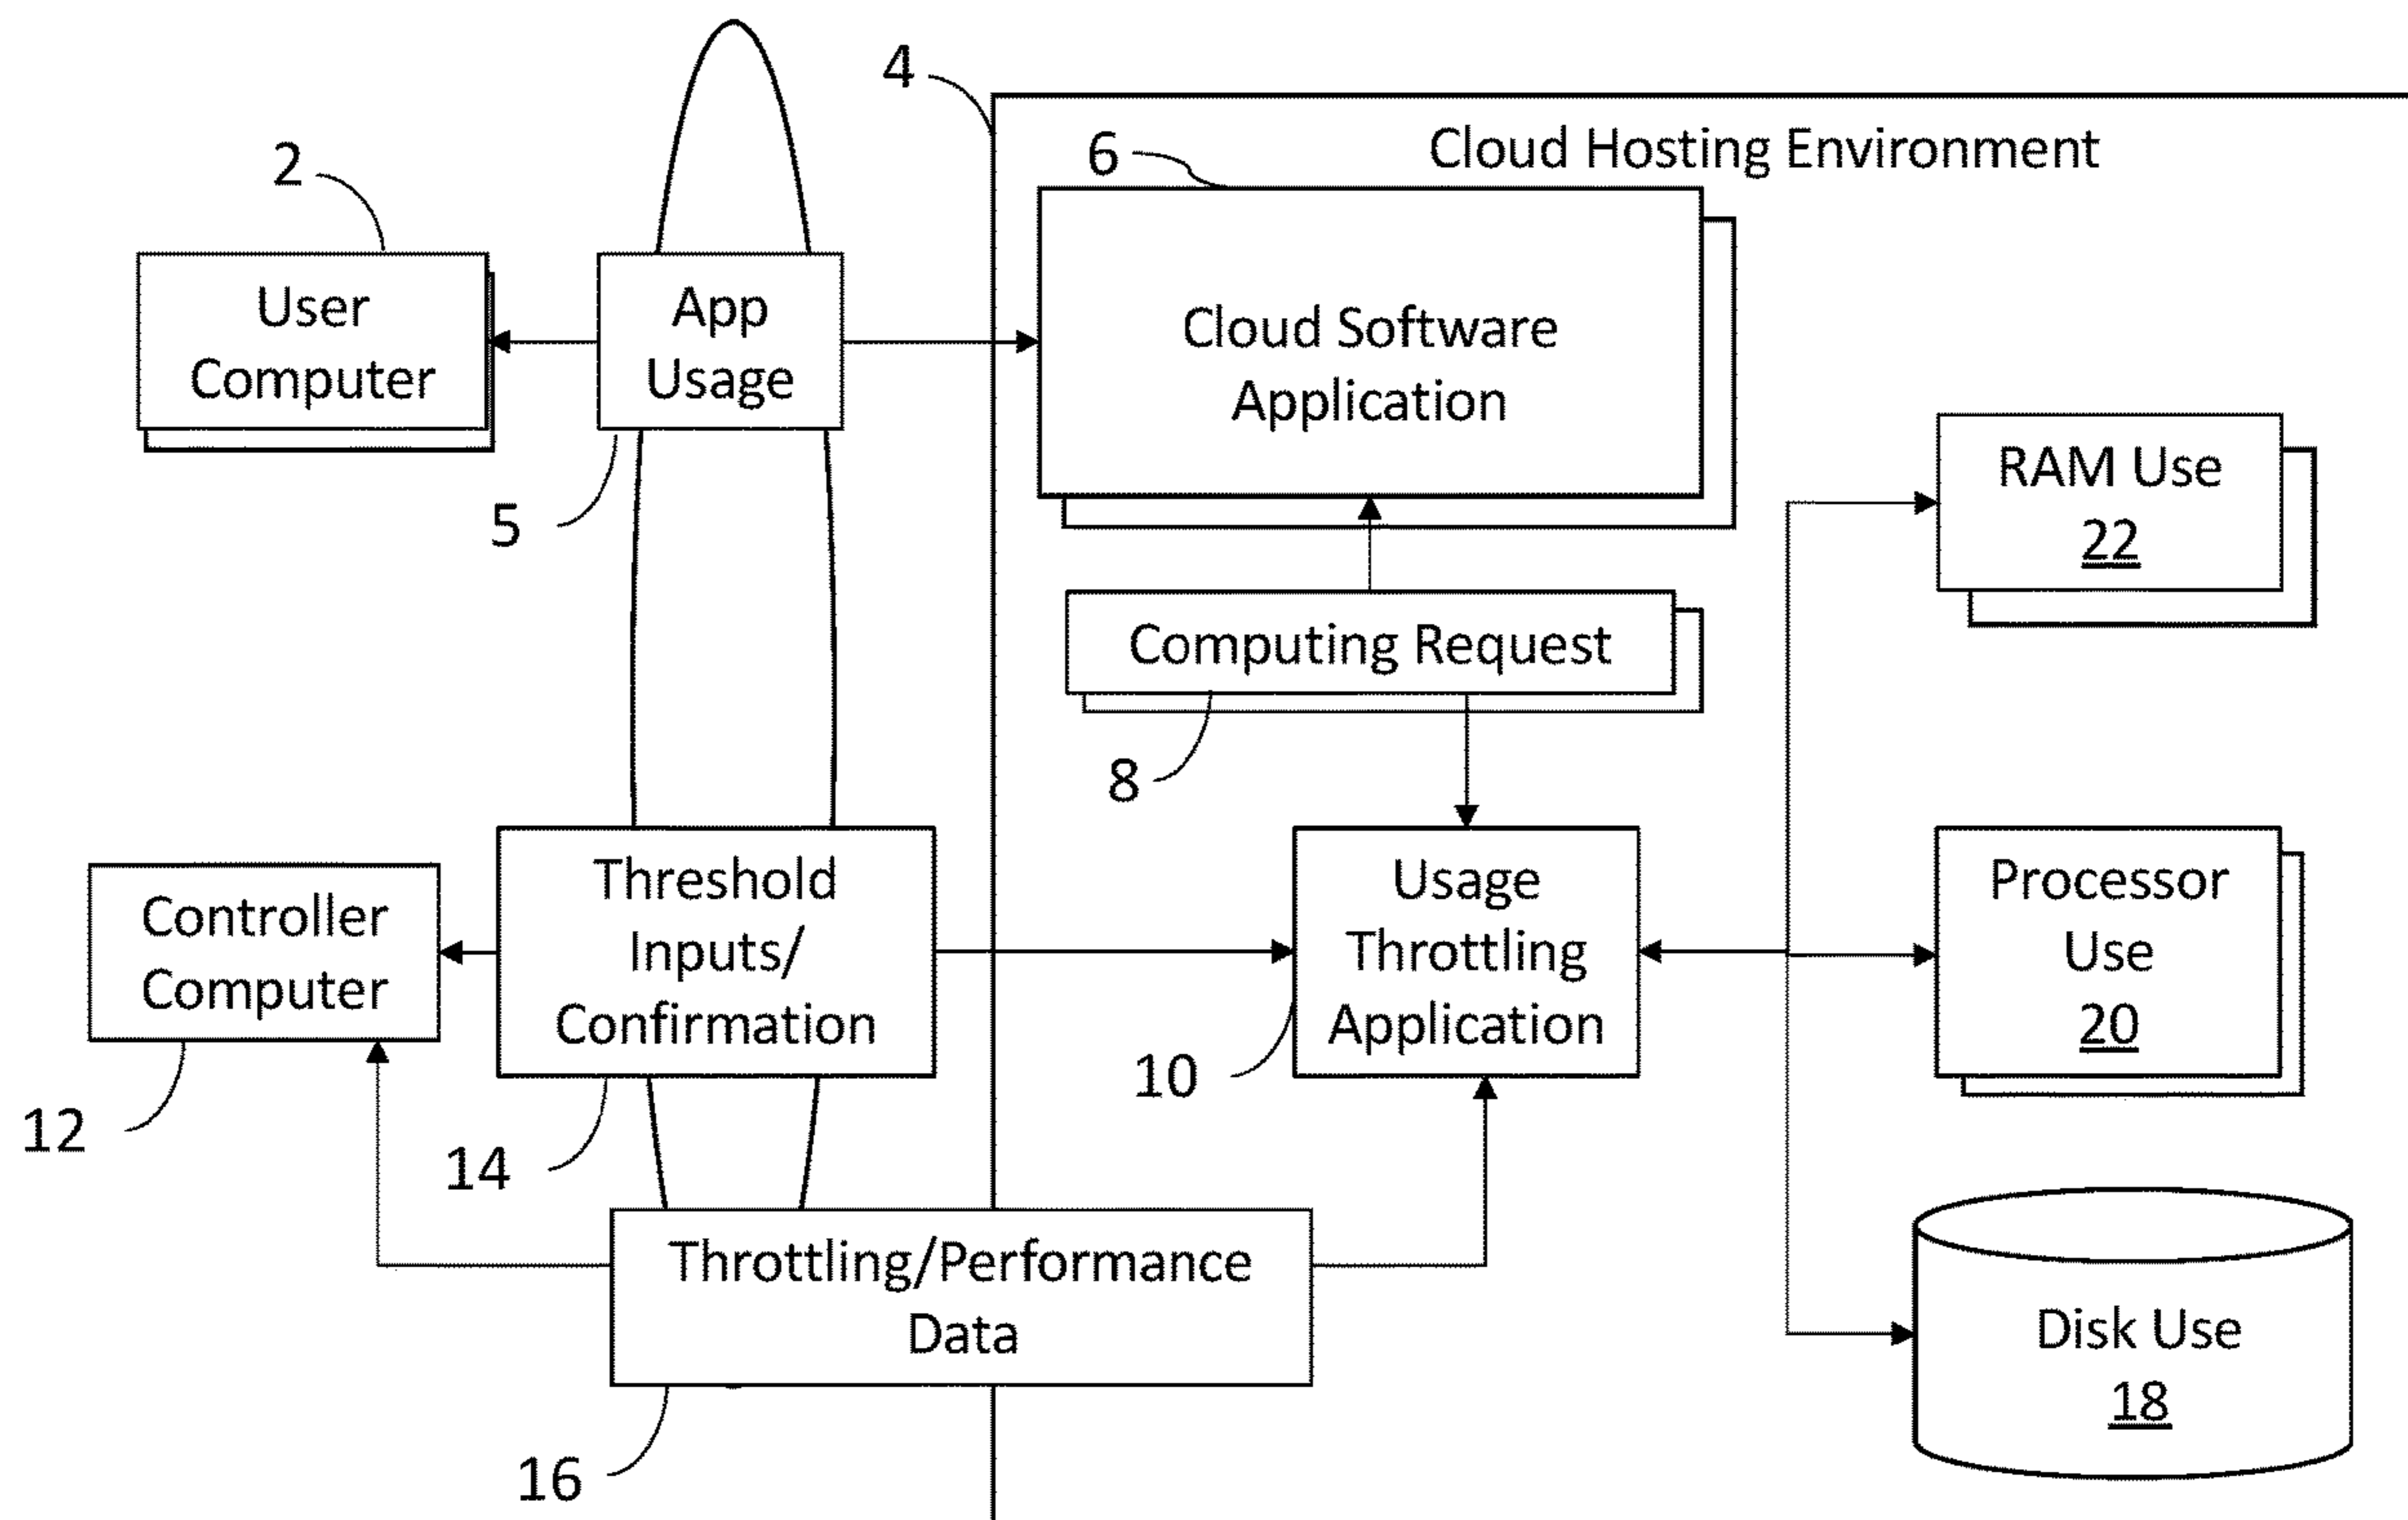 4
Cloud Hosting Environment
6
2
User
Computer
App
Usage
Cloud Software
Application
5
RAM Use
22
Computing Request
8
Threshold
Inputs/
Confirmation
Controller
Computer
Usage
Throttling
Application
Processor
Use
20
10
12
14
Throttling/Performance
Data
Disk Use
18
16